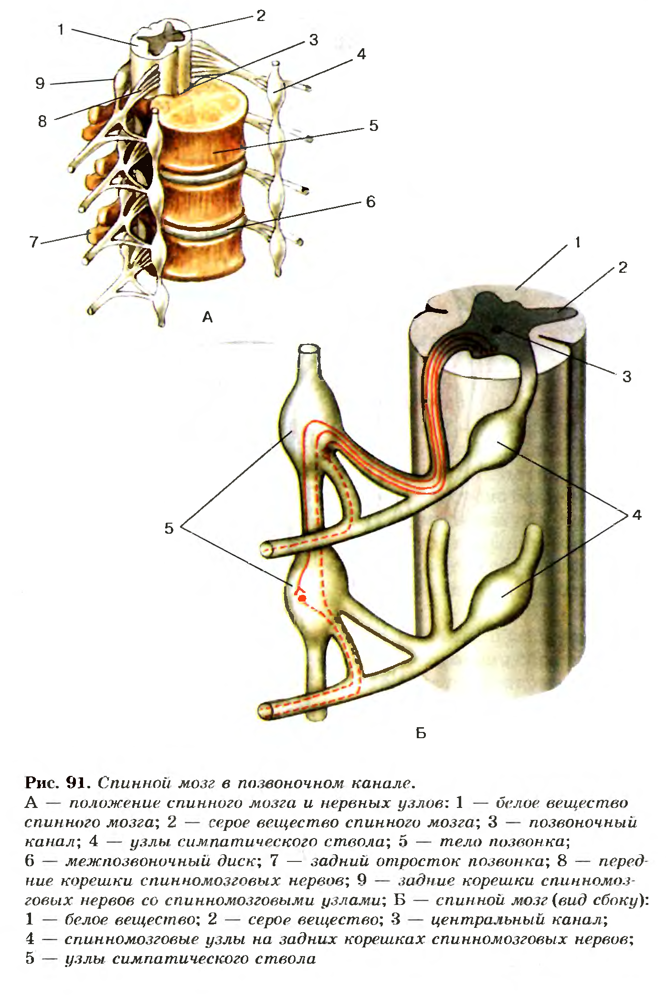 1
2
3
4
9
8
5
6
7
А
1
2
3
4
5
Б
Рис. 91. Спинной мозг в позвоночном канале.
А — положение спинного мозга и нервных узлов: 1 — белое вещество
спинного мозга; 2 — серое вещество спинного мозга; 3 — позвоночный
канал; 4 — узлы симпатического ствола; 5 — тело позвонка;
6 — межпозвоночный диск; 7 — задний отросток позвонка; 8 — перед-
ние корешки спинномозговых нервов; 9 — задние корешки спинномоз-
говых нервов со спинномозговыми узлами; Б — спинной мозг (вид сбоку):
1 — белое вещество; 2 — серое вещество; 3 — центральный канал;
4 — спинномозговые узлы на задних корешках спинномозговых нервов;
5 — узлы симпатического ствола